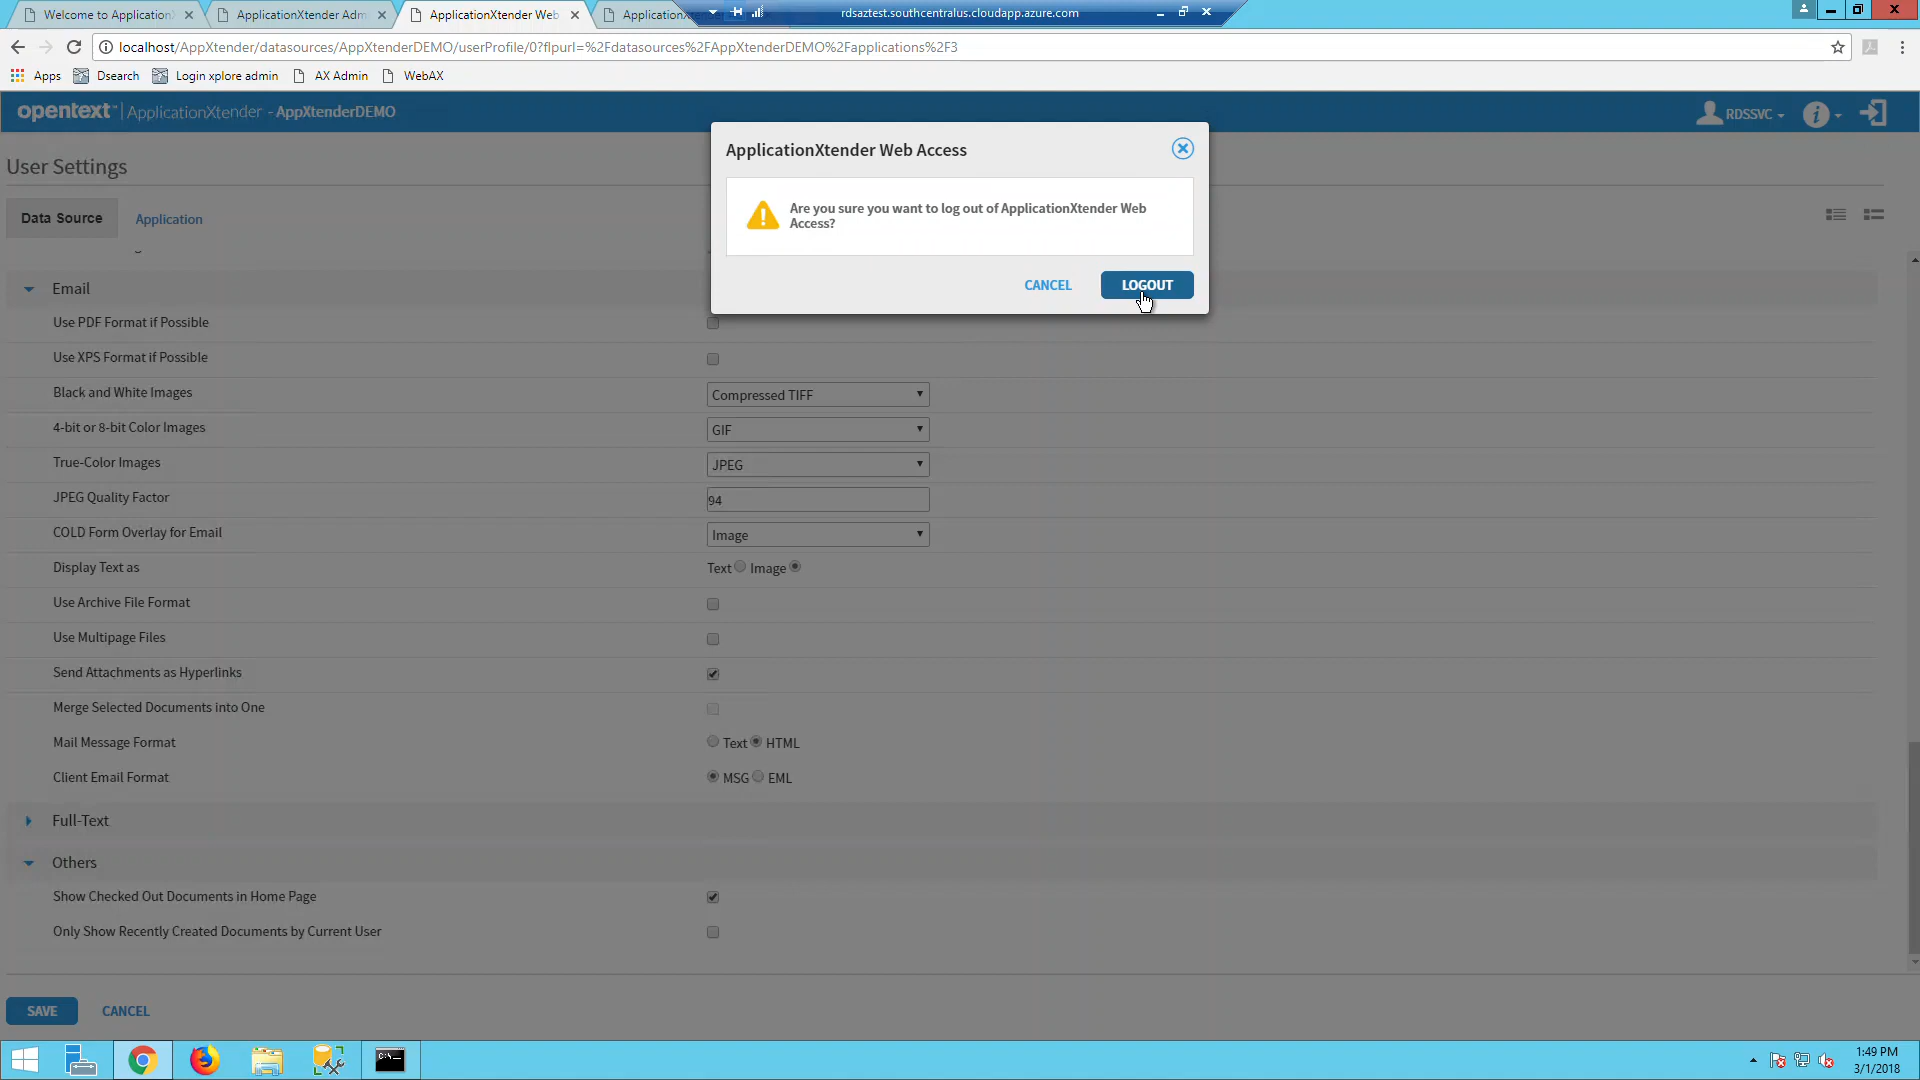 Welcome to Application
ApplicationXtender Adm
ApplicationXtender Web
ApplicationX
rdsaztest.southcentralus.cloudapp.azure.com
localhost/AppXtender/datasources/AppXtenderDEMO/userProfile/0?flpurl=%2Fdatasources%2FAppXtenderDEMO%2Fapplications%2F3
Apps
Dsearch
Login xplore admin
AX Admin
WebAX
opentext™ | ApplicationXtender - AppXtenderDEMO
RDSSVC
User Settings
Data Source
Application
ApplicationXtender Web Access
Are you sure you want to log out of ApplicationXtender Web
Access?
CANCEL
LOGOUT
Email
Use PDF Format if Possible
Use XPS Format if Possible
Black and White Images
Compressed TIFF
4-bit or 8-bit Color Images
GIF
True-Color Images
JPEG
JPEG Quality Factor
94
COLD Form Overlay for Email
Image
Display Text as
Text Image
Use Archive File Format
Use Multipage Files
Send Attachments as Hyperlinks
Merge Selected Documents into One
Mail Message Format
Text HTML
Client Email Format
MSG EML
Full-Text
Others
Show Checked Out Documents in Home Page
Only Show Recently Created Documents by Current User
SAVE
CANCEL
1:49 PM
3/1/2018